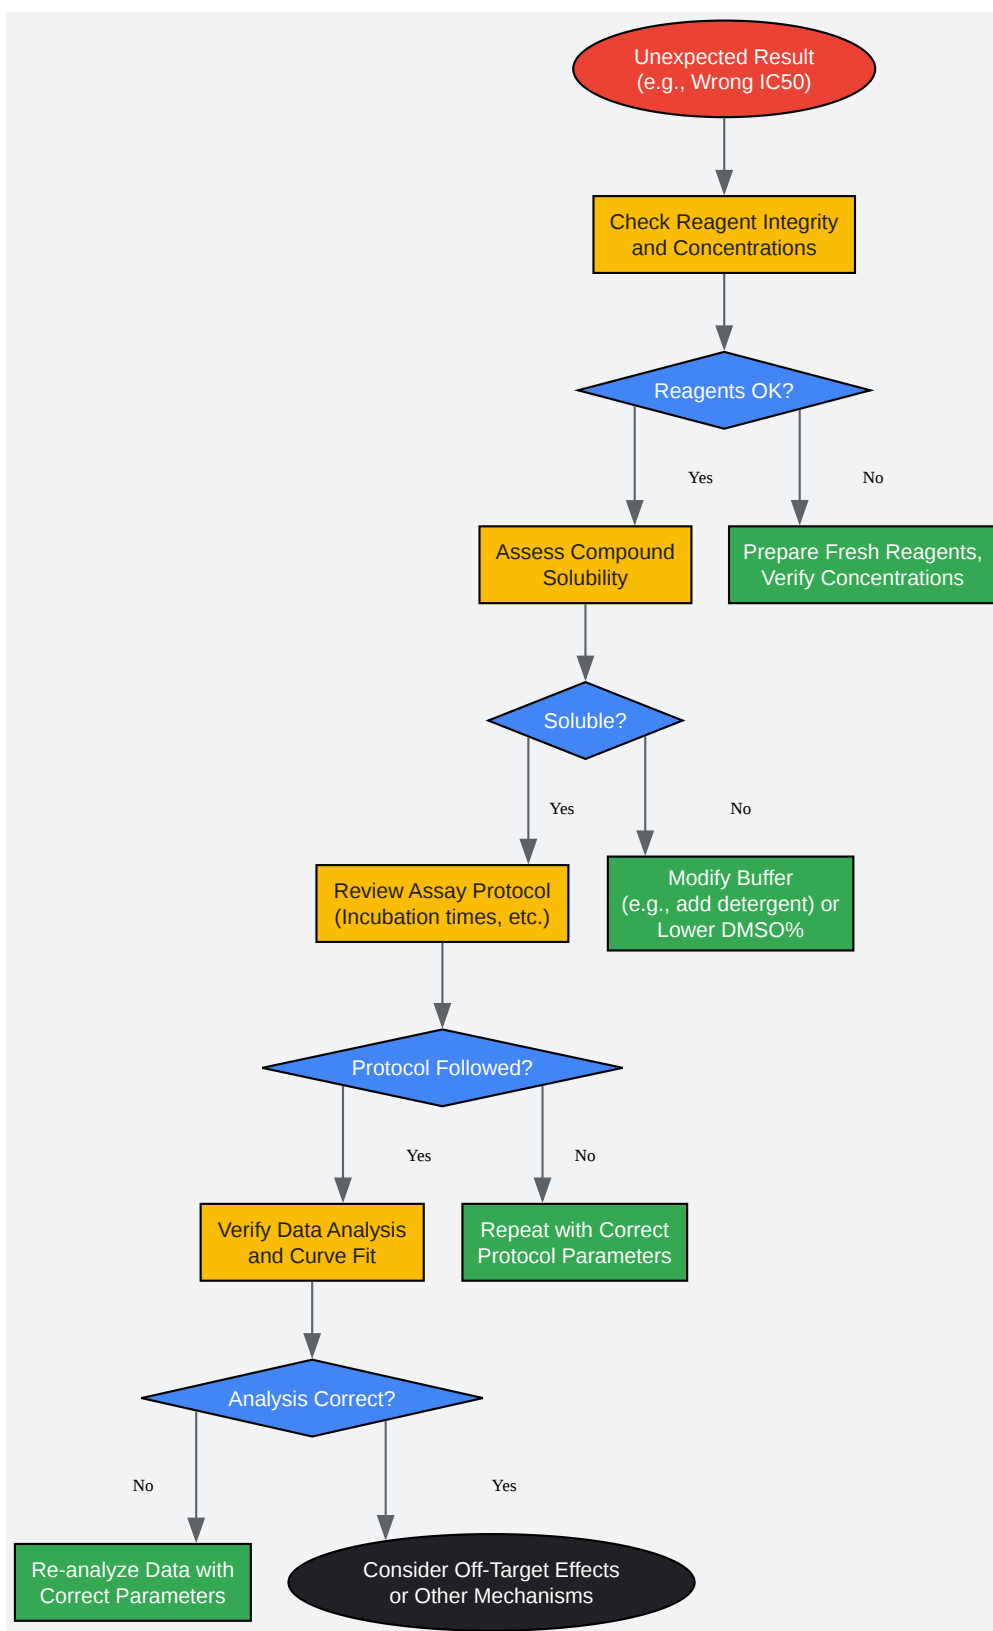 Unexpected Result
(e.g., Wrong IC50)
Check Reagent Integrity
and Concentrations
Reagents OK?
Yes
No
Assess Compound
Solubility
Prepare Fresh Reagents,
Verify Concentrations
Soluble?
Yes
No
Review Assay Protocol
(Incubation times, etc.)
Modify Buffer
(e.g., add detergent) or
Lower DMSO%
Protocol Followed?
Yes
No
Verify Data Analysis
and Curve Fit
Repeat with Correct
Protocol Parameters
Analysis Correct?
No
Yes
Re-analyze Data with
Correct Parameters
Consider Off-Target Effects
or Other Mechanisms